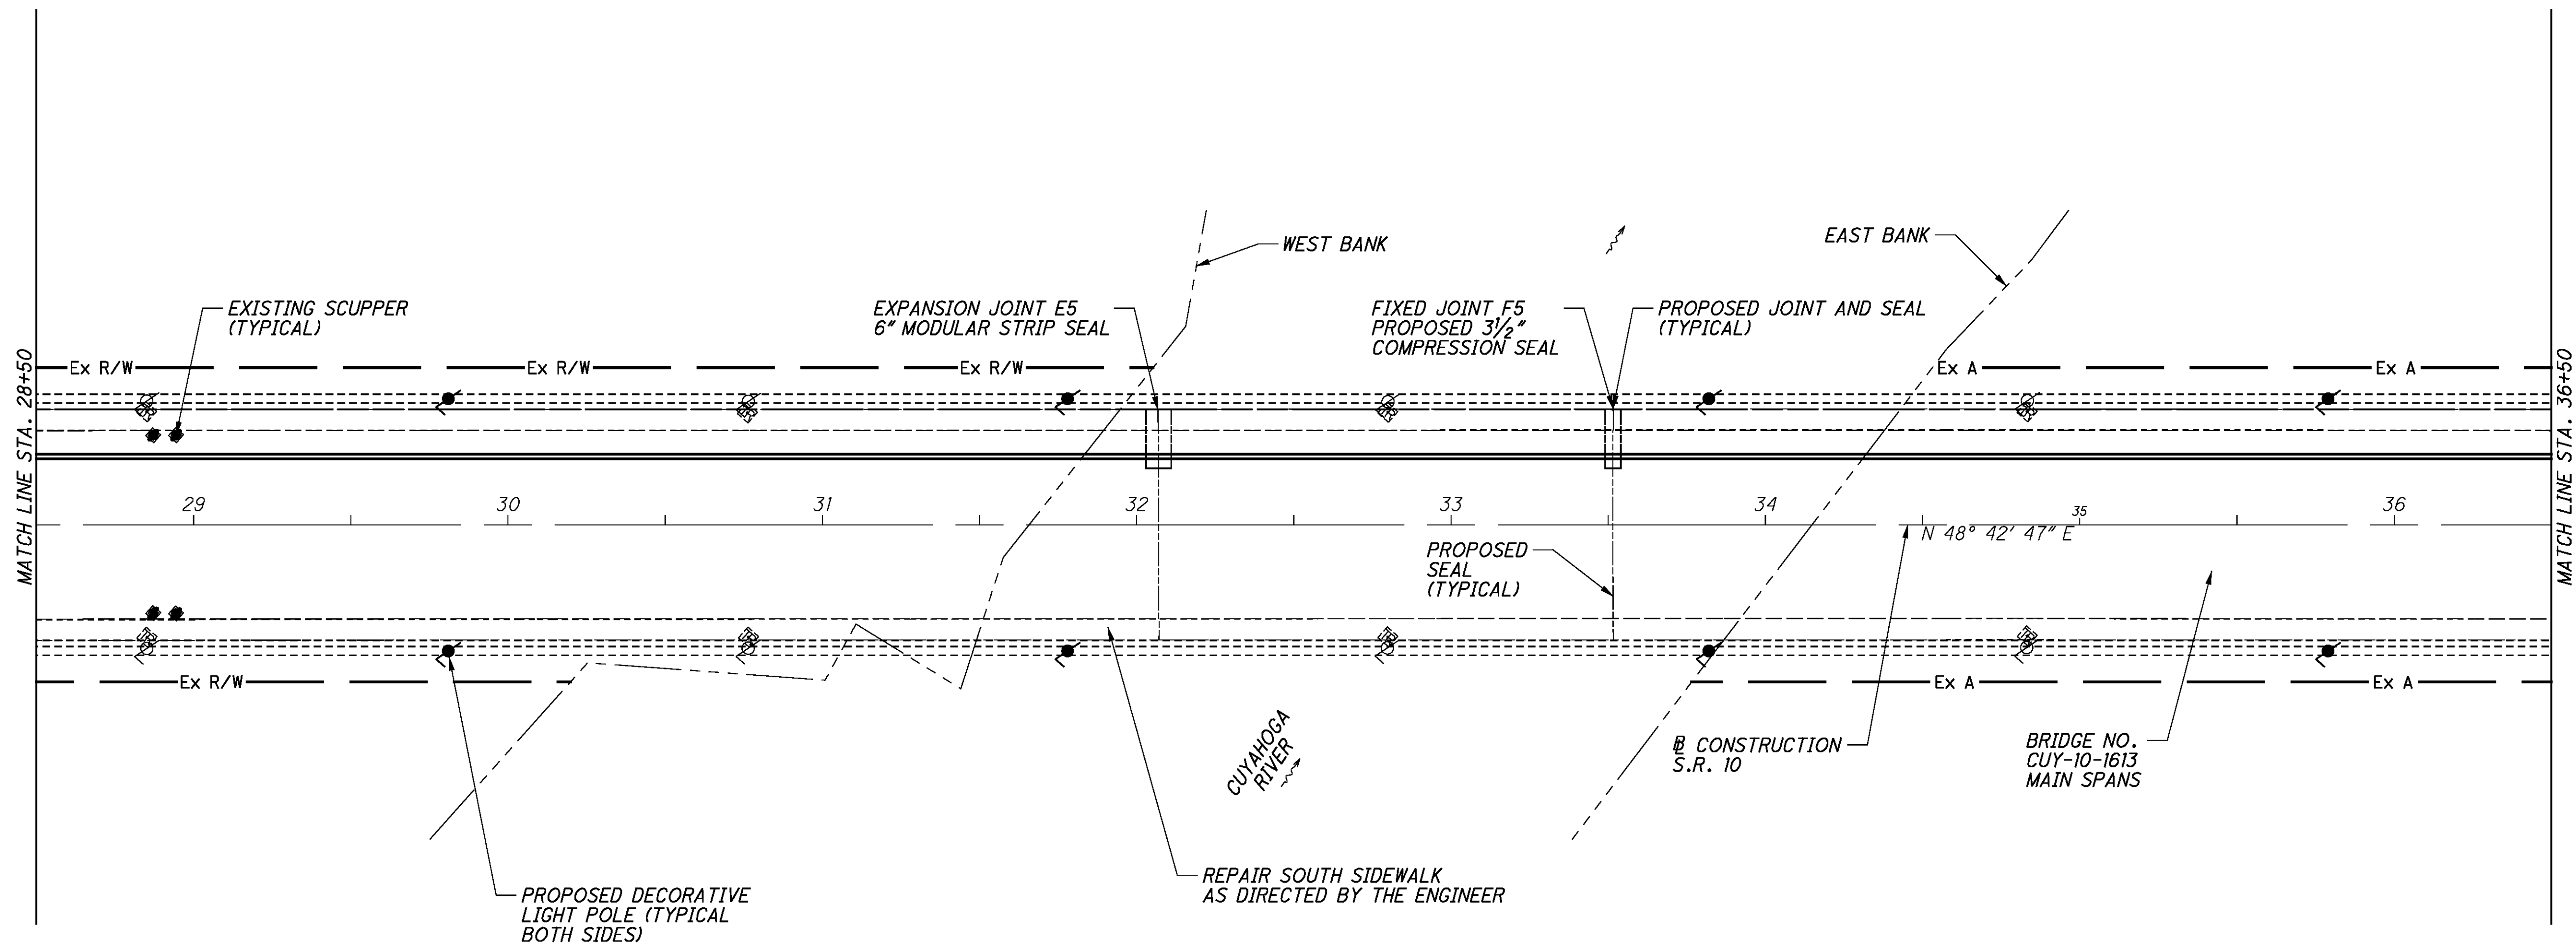 WEST BANK
EAST BANK
EXISTING SCUPPER
(TYPICAL)
EXPANSION JOINT E5
6" MODULAR STRIP SEAL
FIXED JOINT F5
PROPOSED 3 1/2"
COMPRESSION SEAL
PROPOSED JOINT AND SEAL
(TYPICAL)
MATCH LINE STA. 28+50
MATCH LINE STA. 36+50
Ex R/W
Ex R/W
Ex R/W
Ex A
Ex A
29
30
31
32
33
34
35
36
N 48° 42' 47" E
PROPOSED
SEAL
(TYPICAL)
Ex R/W
Ex A
Ex A
CUYAHOGA
RIVER
BL CONSTRUCTION
S.R. 10
BRIDGE NO.
CUY-10-1613
MAIN SPANS
REPAIR SOUTH SIDEWALK
AS DIRECTED BY THE ENGINEER
PROPOSED DECORATIVE
LIGHT POLE (TYPICAL
BOTH SIDES)